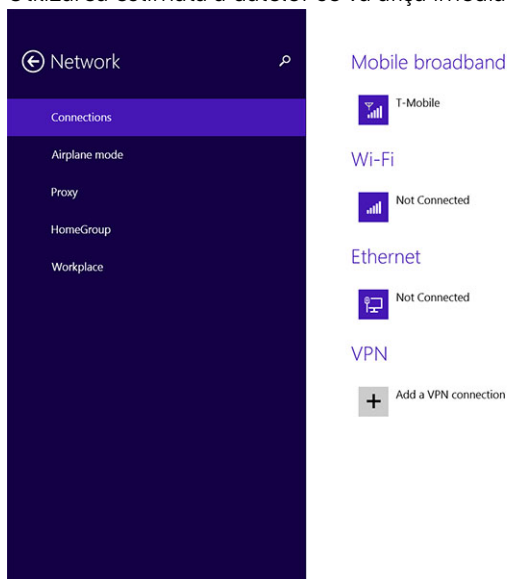 Network
Connections
Airplane mode
Proxy
HomeGroup
Workplace
Mobile broadband
T-Mobile
Wi-Fi
Not Connected
Ethernet
Not Connected
VPN
Add a VPN connection